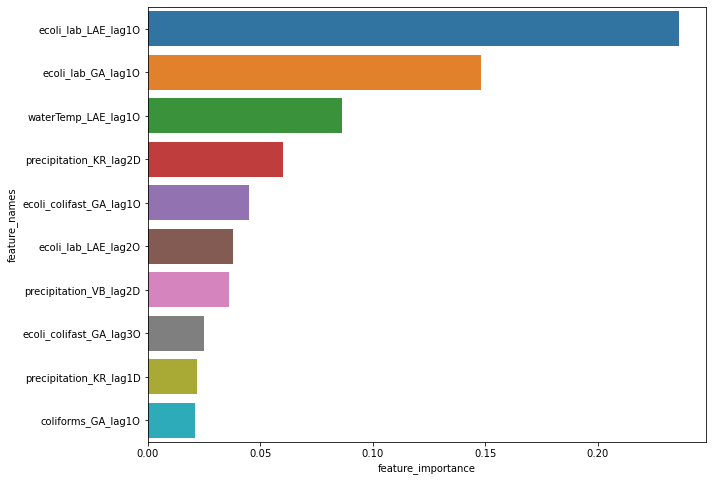 feature_names
ecoli_lab_LAE_lag1O
ecoli_lab_GA_lag1O
waterTemp_LAE_lag1O
precipitation_KR_lag2D
ecoli_colifast_GA_lag1O
ecoli_lab_LAE_lag2O
precipitation_VB_lag2D
ecoli_colifast_GA_lag3O
precipitation_KR_lag1D
coliforms_GA_lag1O
0.00 0.05 0.10 0.15 0.20
feature_importance